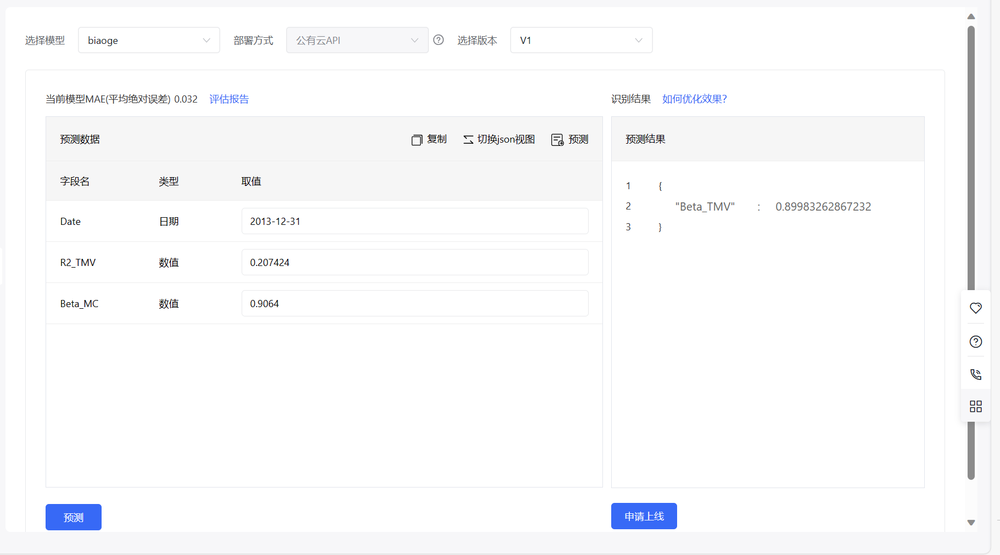 选择模型 biaoge 部署方式 公有云API 选择版本 V1
当前模型MAE(平均绝对误差) 0.032 评估报告
预测数据 复制 切换json视图 预测
字段名 类型 取值
Date 日期 2013-12-31
R2_TMV 数值 0.207424
Beta_MC 数值 0.9064
预测
识别结果 如何优化效果?
预测结果
1 {
2 "Beta_TMV" : 0.89983262867232
3 }
申请上线